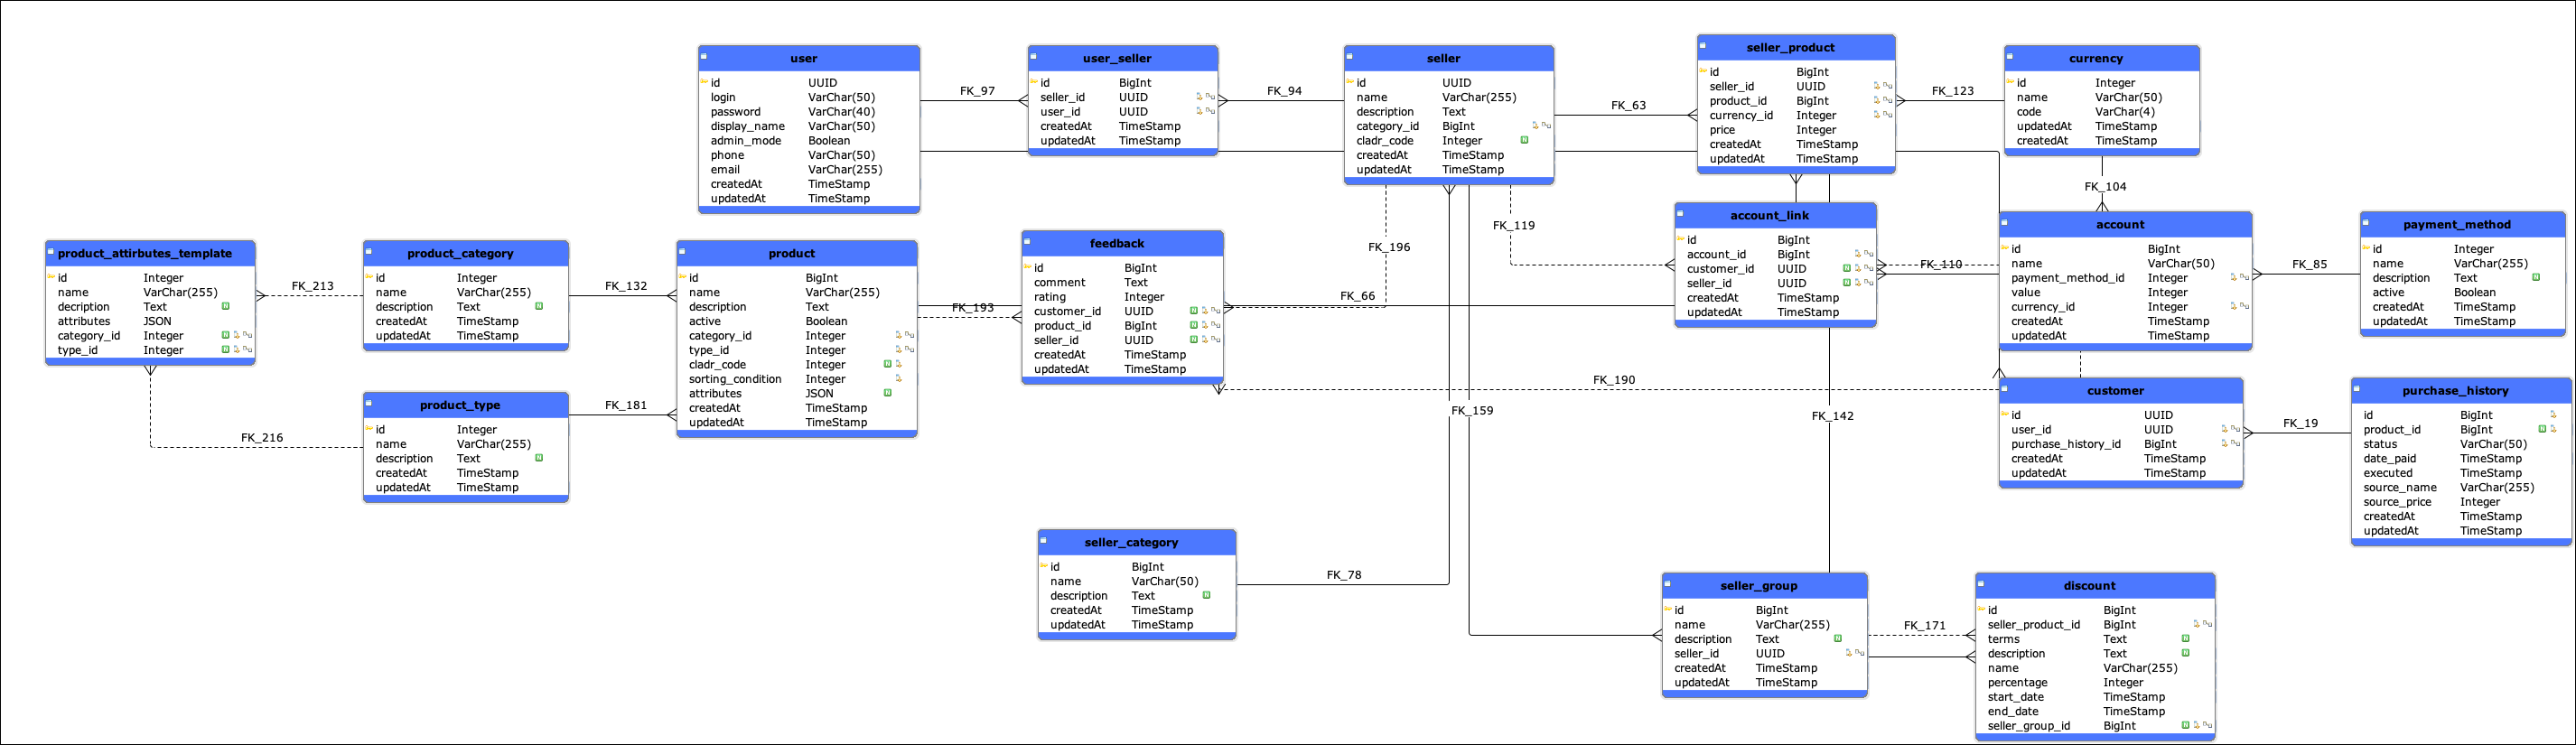 user
id UUID
login VarChar(50)
password VarChar(40)
display_name VarChar(50)
admin_mode Boolean
phone VarChar(50)
email VarChar(255)
createdAt TimeStamp
updatedAt TimeStamp
FK_97
user_seller
id BigInt
seller_id UUID
user_id UUID
createdAt TimeStamp
updatedAt TimeStamp
FK_94
seller
id UUID
name VarChar(255)
description Text
category_id BigInt
cladr_code Integer N
createdAt TimeStamp
updatedAt TimeStamp
FK_63
seller_product
id BigInt
seller_id UUID
product_id BigInt
currency_id Integer
price Integer
createdAt TimeStamp
updatedAt TimeStamp
FK_123
currency
id Integer
name VarChar(50)
code VarChar(4)
updatedAt TimeStamp
createdAt TimeStamp
FK_104
product_attirbutes_template
id Integer
name VarChar(255)
decription Text N
attributes JSON
category_id Integer N
type_id Integer N
FK_213
product_category
id Integer
name VarChar(255)
description Text N
createdAt TimeStamp
updatedAt TimeStamp
FK_132
product
id BigInt
name VarChar(255)
description Text
active Boolean
category_id Integer
type_id Integer
cladr_code Integer N
sorting_condition Integer
attributes JSON N
createdAt TimeStamp
updatedAt TimeStamp
FK_193
feedback
id BigInt
comment Text
rating Integer
customer_id UUID N
product_id BigInt N
seller_id UUID N
createdAt TimeStamp
updatedAt TimeStamp
FK_196
FK_119
FK_66
account_link
id BigInt
account_id BigInt
customer_id UUID N
seller_id UUID N
createdAt TimeStamp
updatedAt TimeStamp
FK_110
account
id BigInt
name VarChar(50)
payment_method_id Integer
value Integer
currency_id Integer
createdAt TimeStamp
updatedAt TimeStamp
FK_85
payment_method
id Integer
name VarChar(255)
description Text N
active Boolean
createdAt TimeStamp
updatedAt TimeStamp
FK_216
product_type
id Integer
name VarChar(255)
description Text N
createdAt TimeStamp
updatedAt TimeStamp
FK_181
FK_190
FK_159
FK_142
customer
id UUID
user_id UUID
purchase_history_id BigInt
createdAt TimeStamp
updatedAt TimeStamp
FK_19
purchase_history
id BigInt
product_id BigInt N
status VarChar(50)
date_paid TimeStamp
executed TimeStamp
source_name VarChar(255)
source_price Integer
createdAt TimeStamp
updatedAt TimeStamp
seller_category
id BigInt
name VarChar(50)
description Text N
createdAt TimeStamp
updatedAt TimeStamp
FK_78
seller_group
id BigInt
name VarChar(255)
description Text N
seller_id UUID
createdAt TimeStamp
updatedAt TimeStamp
FK_171
discount
id BigInt
seller_product_id BigInt
terms Text N
description Text N
name VarChar(255)
percentage Integer
start_date TimeStamp
end_date TimeStamp
seller_group_id BigInt N